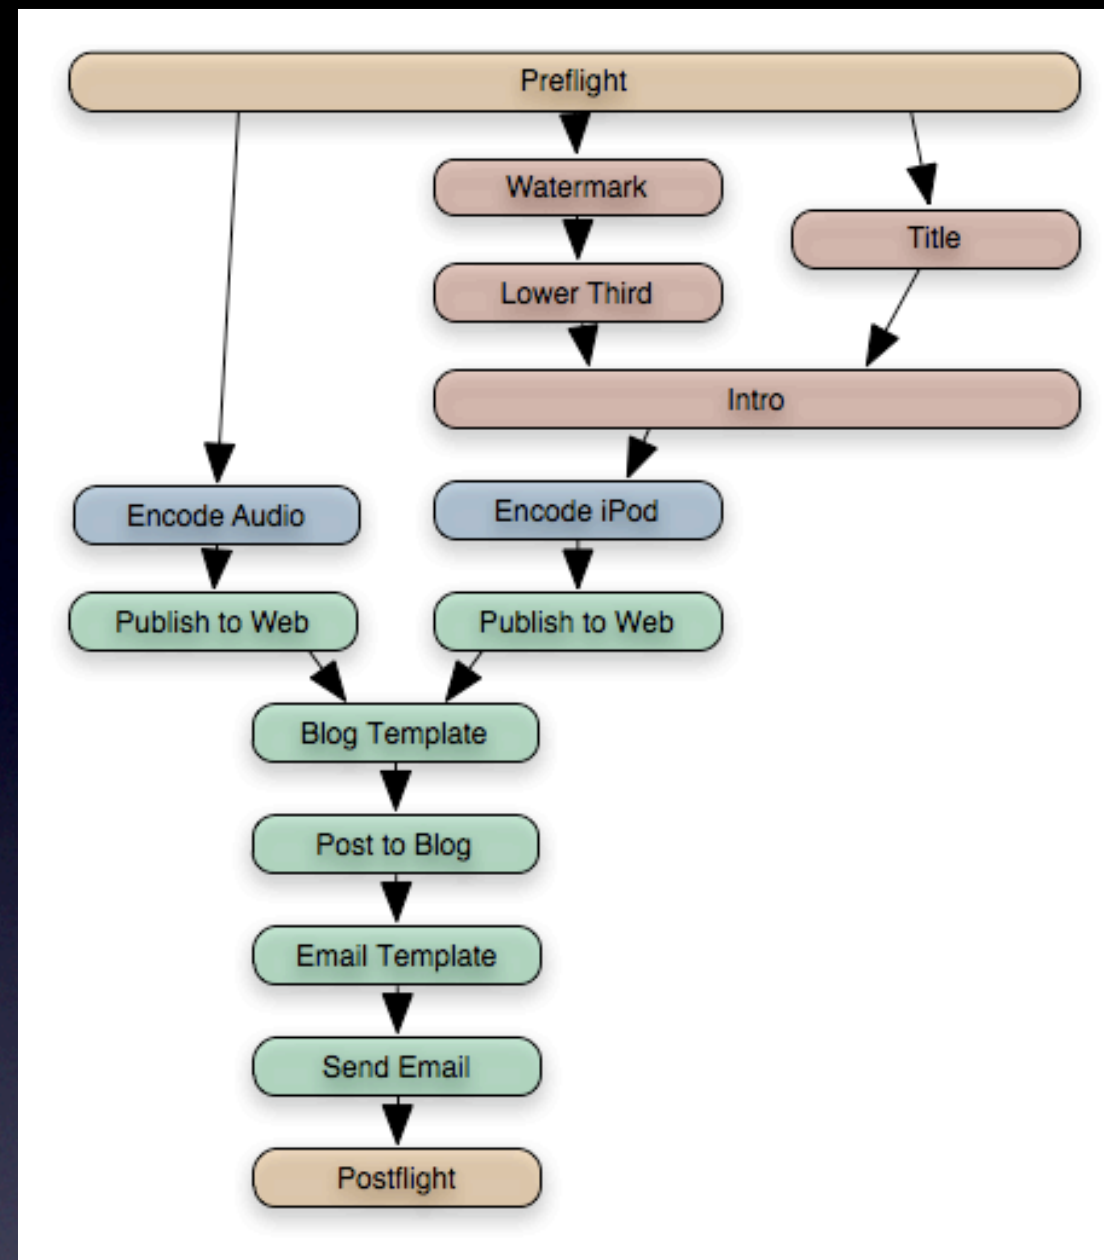 Preflight
Watermark
Title
Lower Third
Intro
Encode Audio
Encode iPod
Publish to Web
Publish to Web
Blog Template
Post to Blog
Email Template
Send Email
Postflight